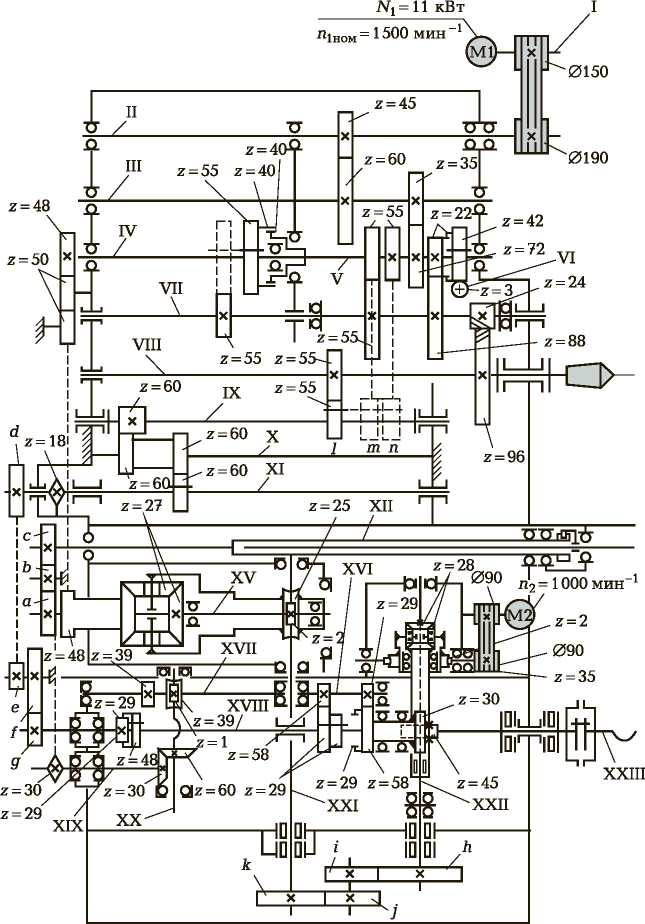 N₁ = 11 кВт
I
n₁ном = 1500 мин⁻¹
M1
∅150
z = 45
II
∅190
z = 40
z = 35
III
z = 55
z = 40
z = 60
z = 48
z = 55
z = 22
z = 42
IV
z = 50
V
z = 72
VI
VII
z = 3
z = 24
z = 55
z = 55
z = 55
z = 88
VIII
z = 60
z = 55
IX
d
z = 18
z = 60
X
l
m
n
z = 60
z = 60
z = 96
XI
z = 27
z = 25
XII
c
b
XV
XVI
z = 28
∅90
n₂ = 1000 мин⁻¹
z = 29
a
M2
z = 2
z = 2
z = 48
z = 39
XVII
∅90
z = 35
e
z = 29
z = 39
XVIII
z = 30
f
z = 1
z = 58
g
z = 48
z = 29
z = 58
z = 45
XXIII
z = 30
z = 30
z = 60
z = 29
z = 29
XIX
XX
XXI
XXII
i
h
k
j